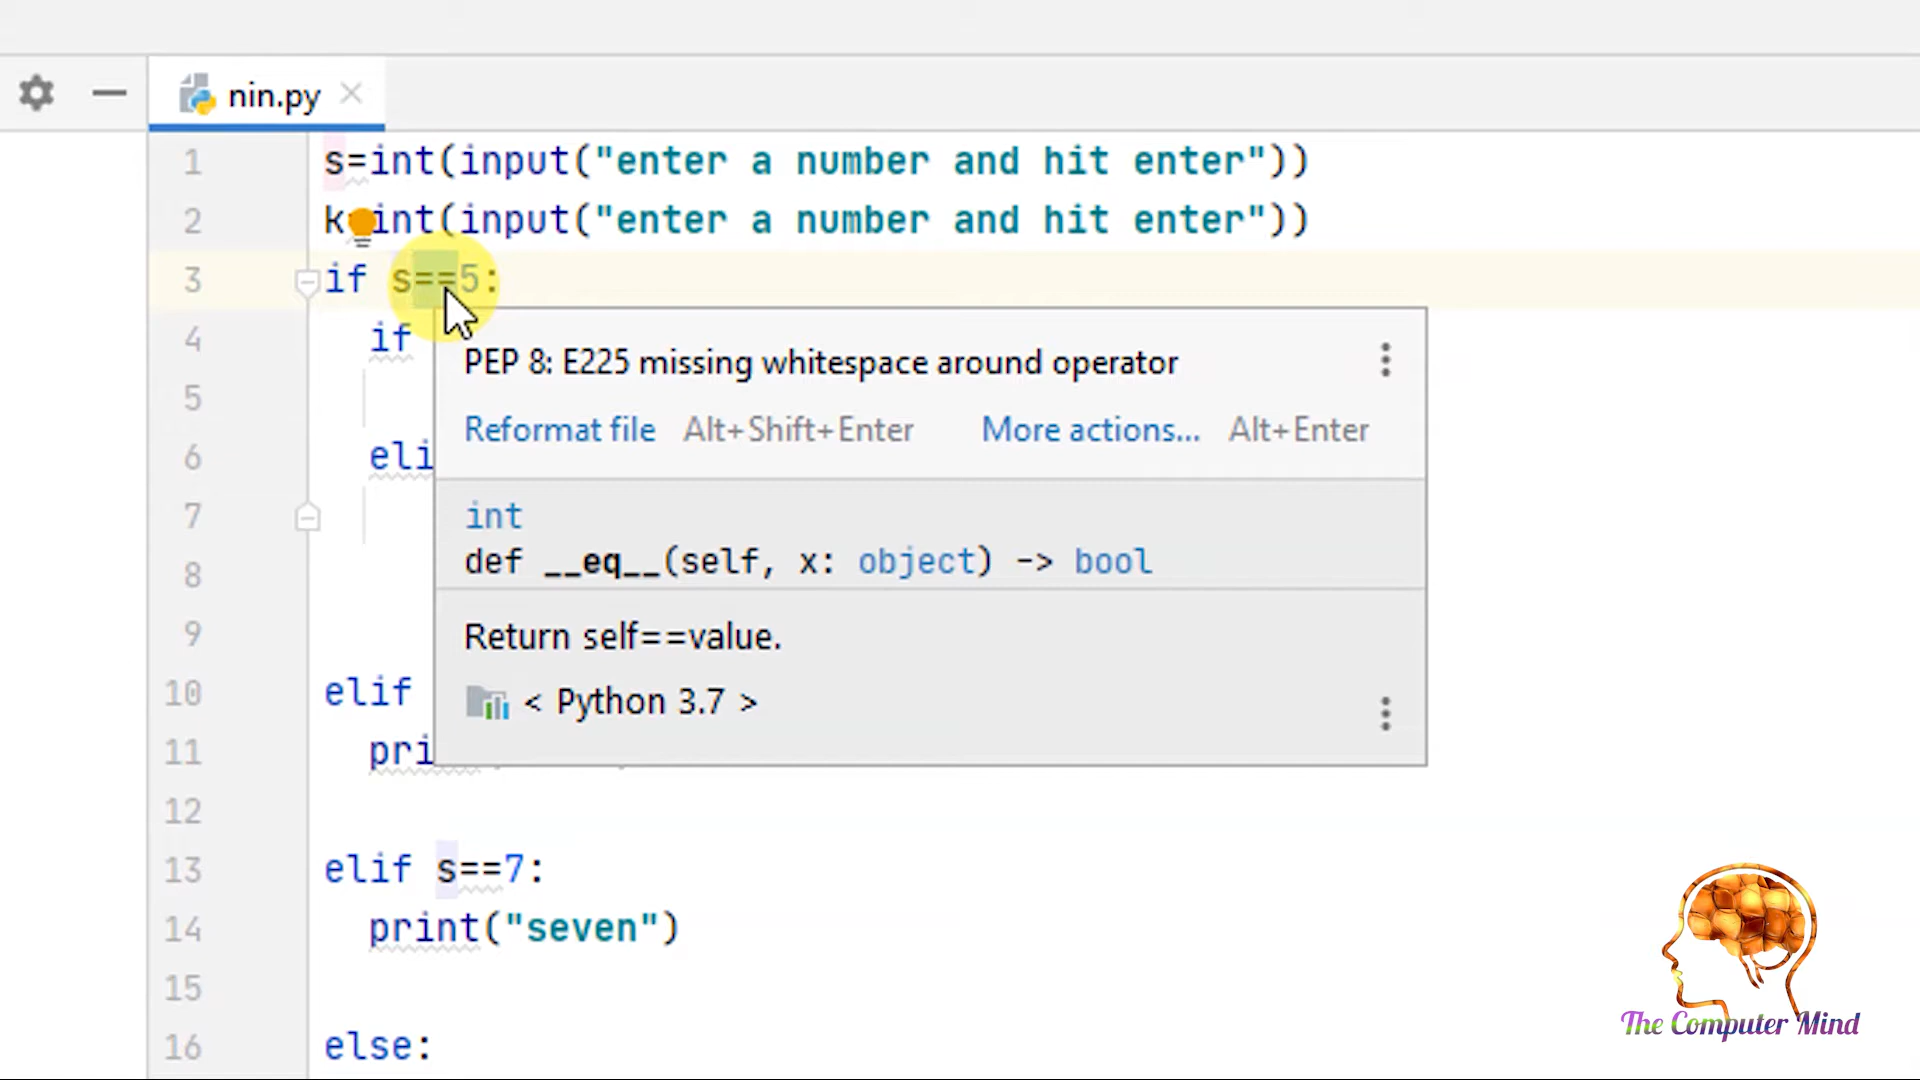 nin.py
1 s=int(input("enter a number and hit enter"))
2 k int(input("enter a number and hit enter"))
3 if s==5:
4 if
PEP 8: E225 missing whitespace around operator
5
Reformat file Alt+Shift+Enter More actions... Alt+Enter
6 eli
7
int
def __eq__(self, x: object) -> bool
8
9
Return self==value.
< Python 3.7 >
10 elif
11 pri
12
13 elif s==7:
14 print("seven")
15
16 else:
The Computer Mind